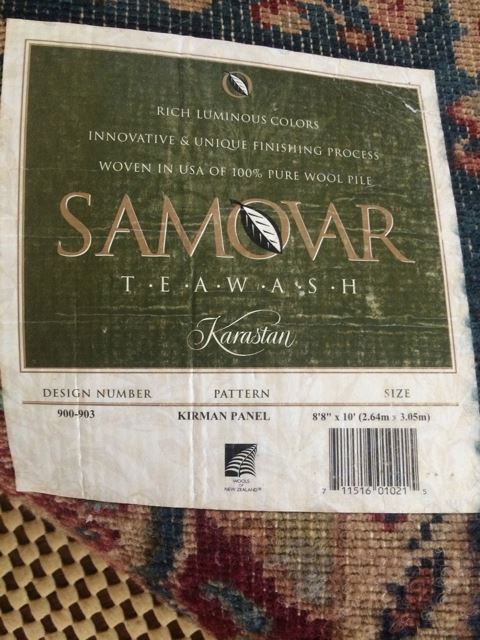 RICH LUMINOUS COLORS
INNOVATIVE & UNIQUE FINISHING PROCESS
WOVEN IN USA OF 100% PURE WOOL PILE
SAMOVAR
T·E·A·W·A·S·H
Karastan
DESIGN NUMBER PATTERN SIZE
900-903 KIRMAN PANEL 8'8" x 10' (2.64m x 3.05m)
WOOLS
OF
NEW ZEALAND
7 11516 01021 5